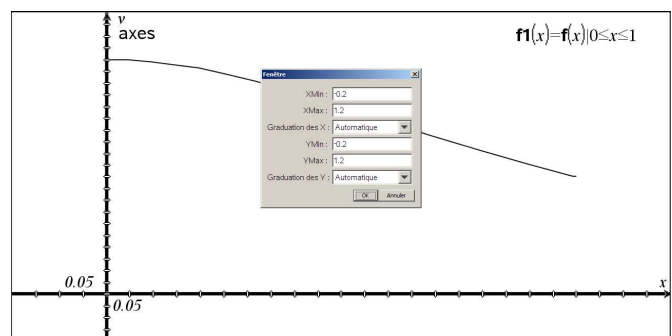 y
axes
f1(x)=f(x)|0≤x≤1
Fenêtre
XMin : -0.2
XMax : 1.2
Graduation des X : Automatique
YMin : -0.2
YMax : 1.2
Graduation des Y : Automatique
OK Annuler
0.05
x
0.05